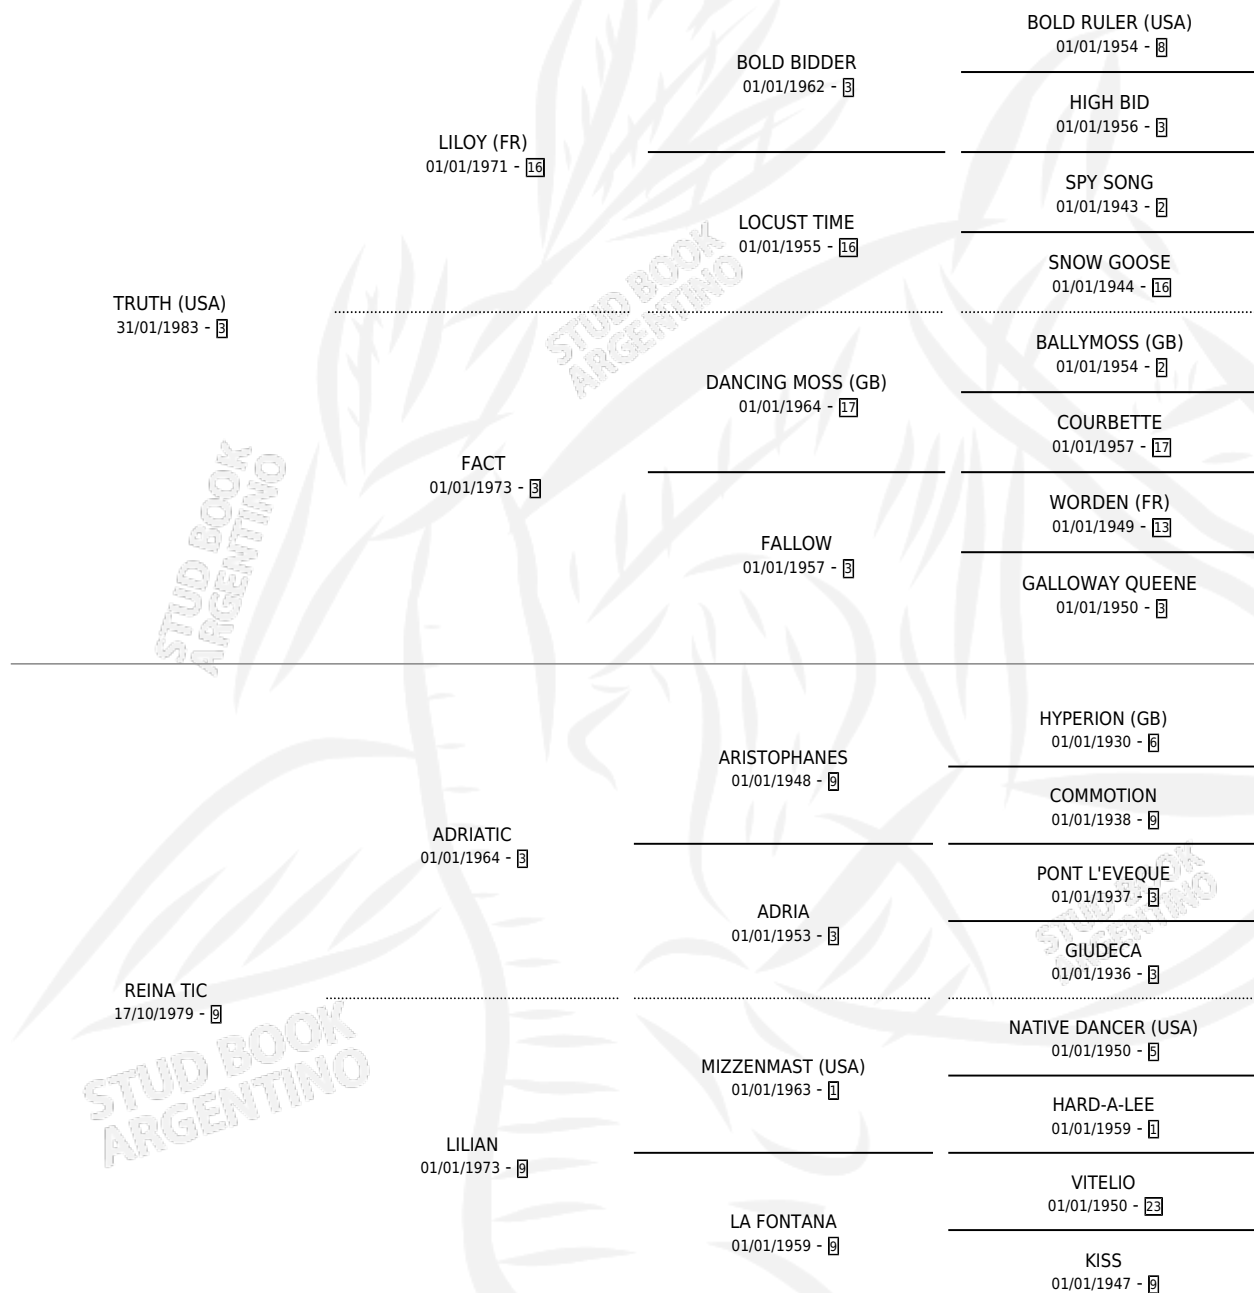 TRUTH (USA)
31/01/1983 - 3
LILOY (FR)
01/01/1971 - 16
FACT
01/01/1973 - 3
BOLD BIDDER
01/01/1962 - 3
LOCUST TIME
01/01/1955 - 16
DANCING MOSS (GB)
01/01/1964 - 17
FALLOW
01/01/1957 - 3
BOLD RULER (USA)
01/01/1954 - 8
HIGH BID
01/01/1956 - 3
SPY SONG
01/01/1943 - 2
SNOW GOOSE
01/01/1944 - 16
BALLYMOSS (GB)
01/01/1954 - 2
COURBETTE
01/01/1957 - 17
WORDEN (FR)
01/01/1949 - 13
GALLOWAY QUEENE
01/01/1950 - 3
REINA TIC
17/10/1979 - 9
ADRIATIC
01/01/1964 - 3
LILIAN
01/01/1973 - 9
ARISTOPHANES
01/01/1948 - 9
ADRIA
01/01/1953 - 3
MIZZENMAST (USA)
01/01/1963 - 1
LA FONTANA
01/01/1959 - 9
HYPERION (GB)
01/01/1930 - 6
COMMOTION
01/01/1938 - 9
PONT L'EVEQUE
01/01/1937 - 3
GIUDECA
01/01/1936 - 3
NATIVE DANCER (USA)
01/01/1950 - 5
HARD-A-LEE
01/01/1959 - 1
VITELIO
01/01/1950 - 23
KISS
01/01/1947 - 9
STUD BOOK
ARGENTINO
STUD BOOK
ARGENTINO
STUD BOOK
ARGENTINO
STUD BOOK
ARGENTINO